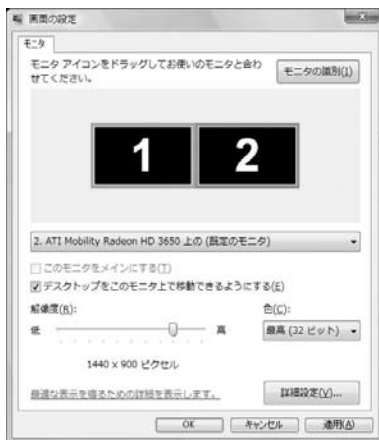 画面の設定
モニタ
モニタ アイコンをドラッグしてお使いのモニタと合わ
せてください。
モニタの識別(I)
1 2
2. ATI Mobility Radeon HD 3650 上の (既定のモニタ)
このモニタをメインにする(T)
デスクトップをこのモニタ上で移動できるようにする(E)
解像度(R):
色(C):
低 高
最高 (32 ビット)
1440 x 900 ピクセル
最適な表示を得るための詳細を表示します。
詳細設定(V)...
OK キャンセル 適用(A)